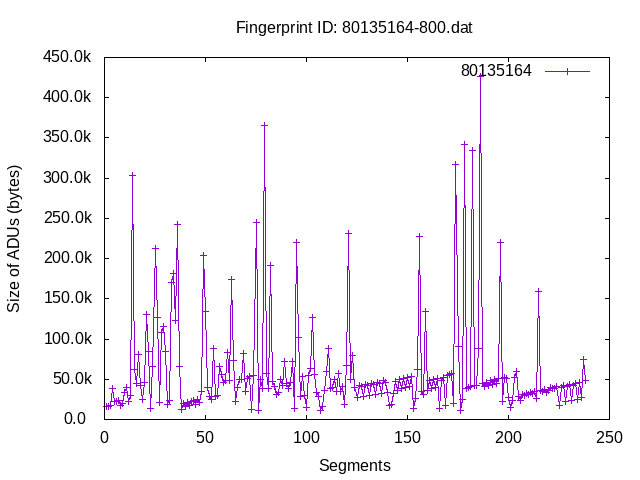 Fingerprint ID: 80135164-800.dat
450.0k
80135164
400.0k
350.0k
300.0k
250.0k
200.0k
150.0k
100.0k
50.0k
0.0
Size of ADUs (bytes)
0 50 100 150 200 250
Segments